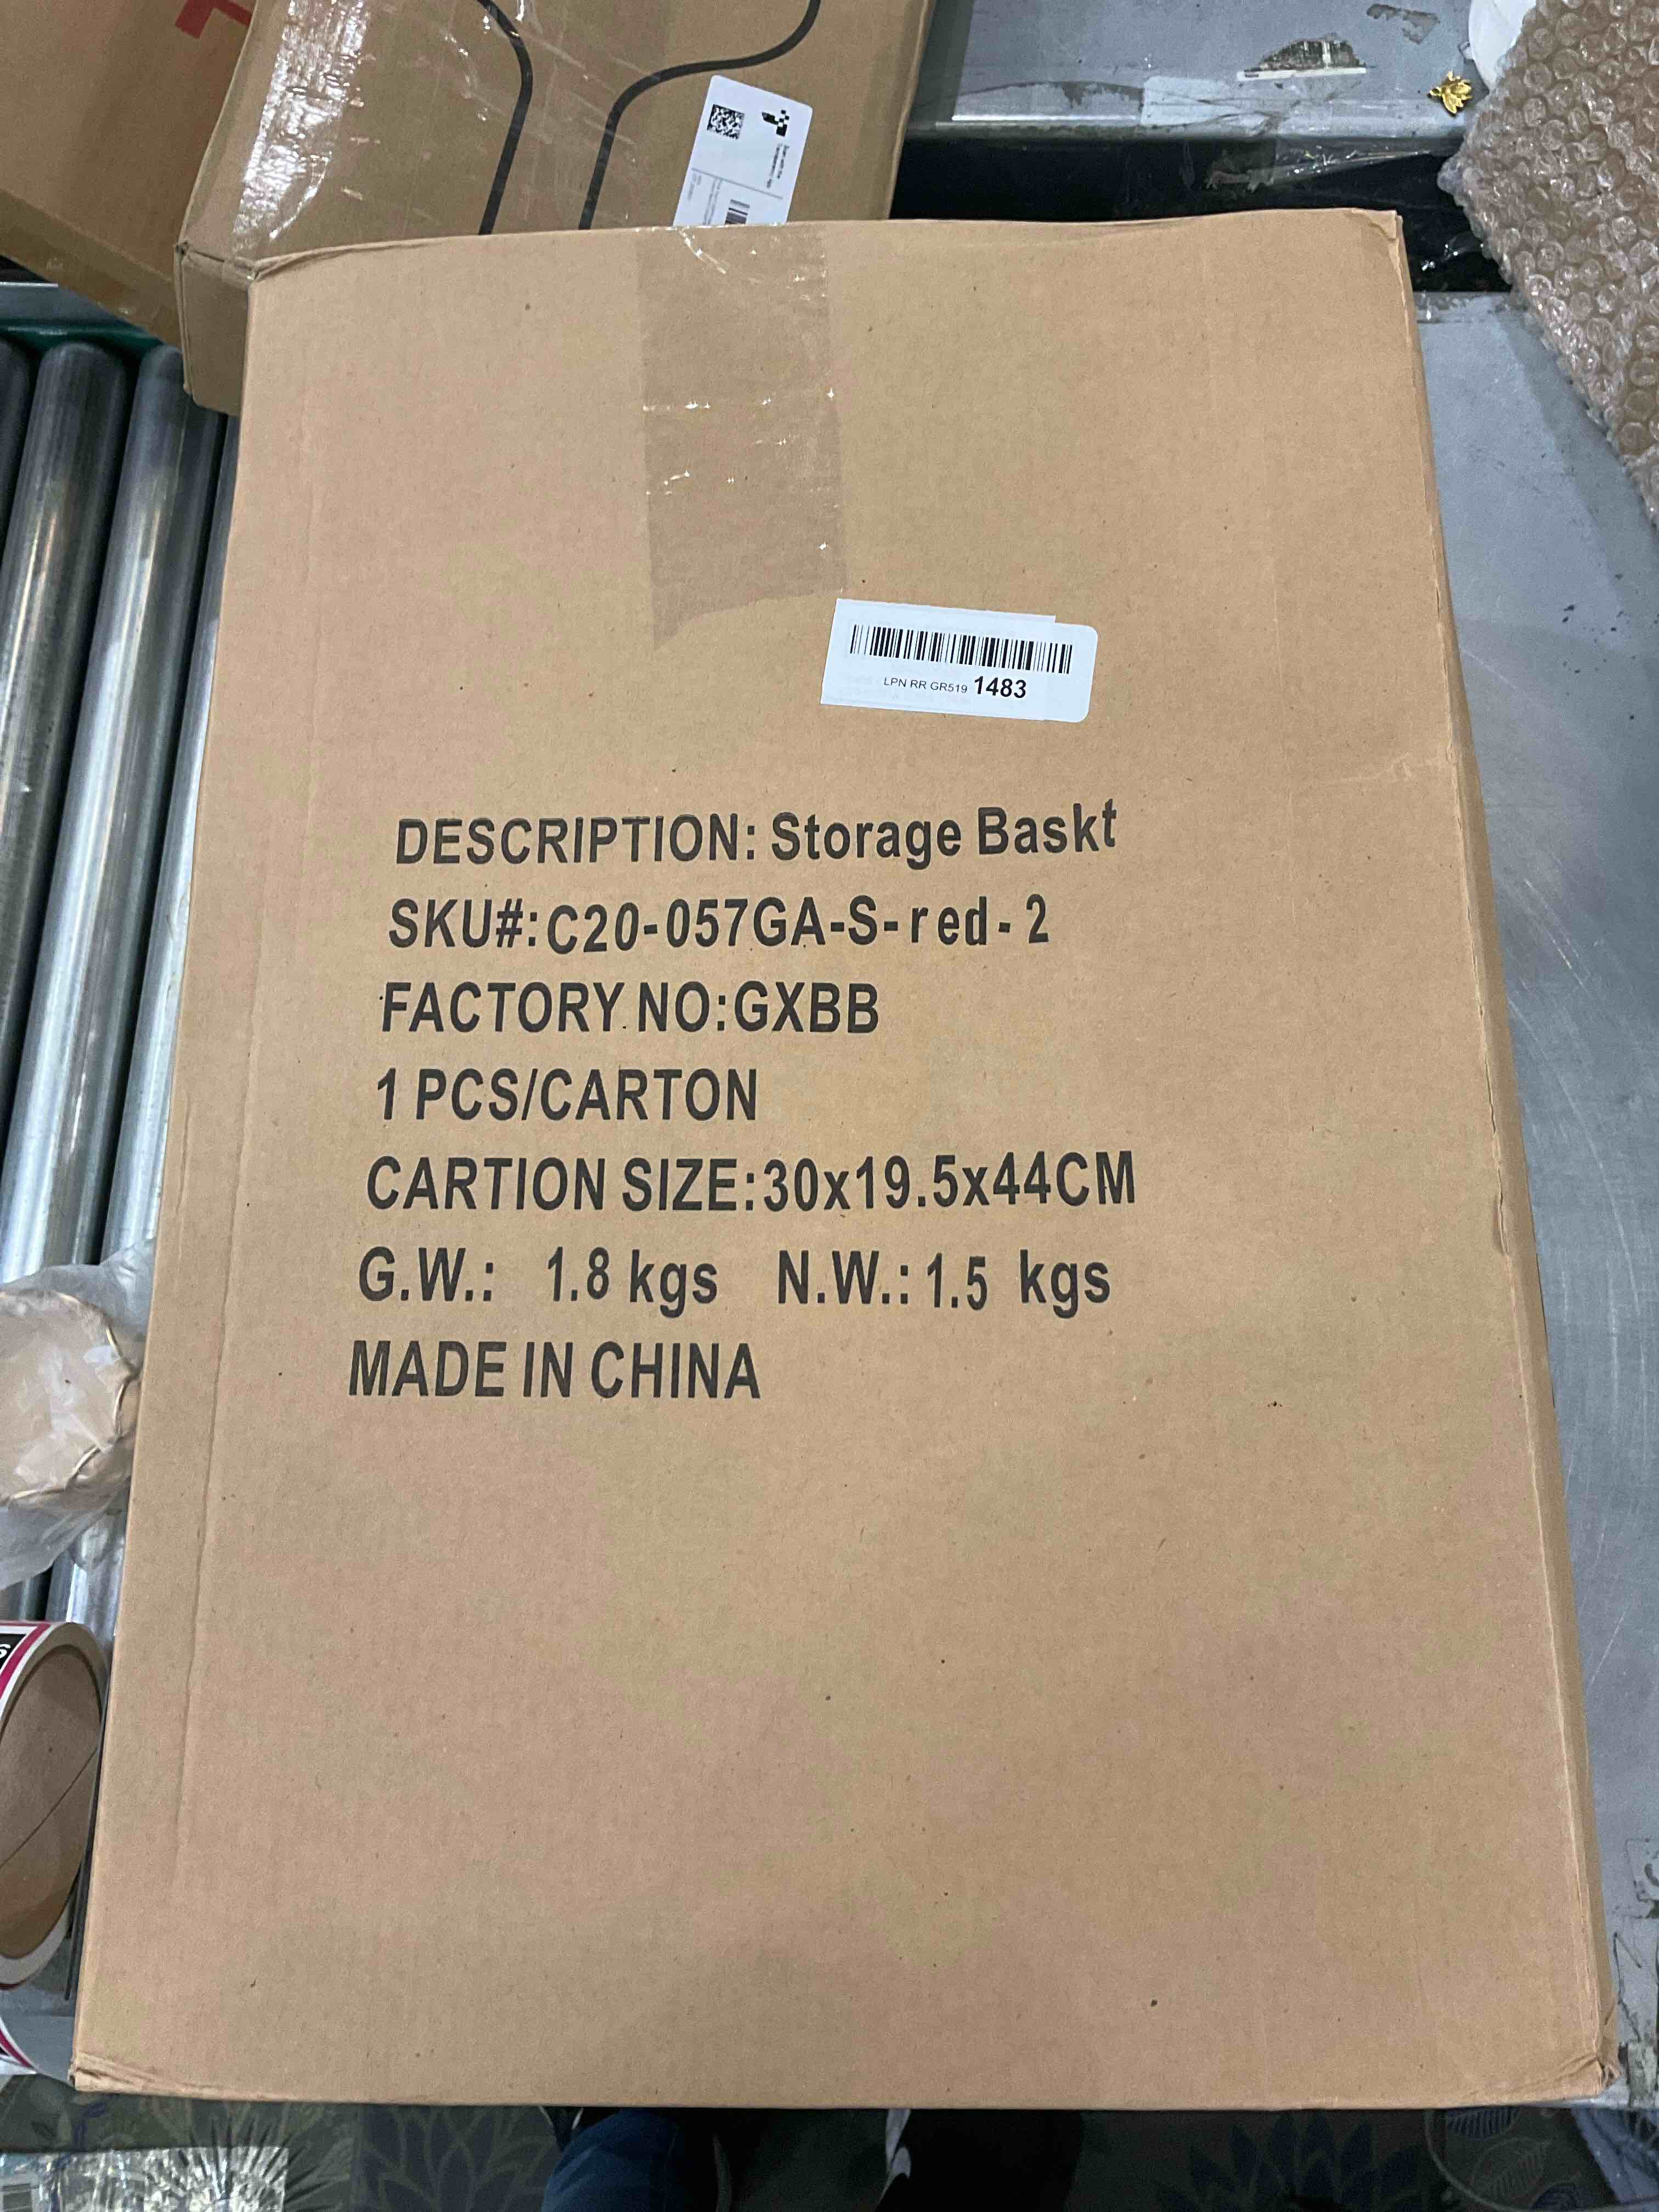 LPN RR GR519 1483
DESCRIPTION: Storage Baskt
SKU#:C20-057GA-S-red-2
FACTORY NO:GXBB
1 PCS/CARTON
CARTION SIZE:30x19.5x44CM
G.W.: 1.8 kgs N.W.: 1.5 kgs
MADE IN CHINA